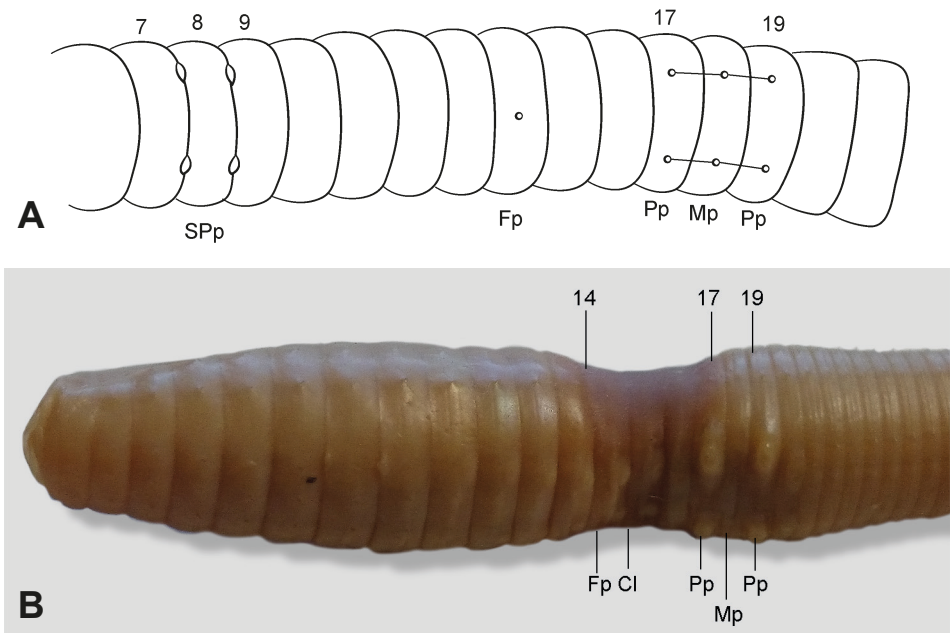 7 8 9 17 19
A
SPp Fp Pp Mp Pp
14 17 19
B
Fp Cl Pp Pp
Mp